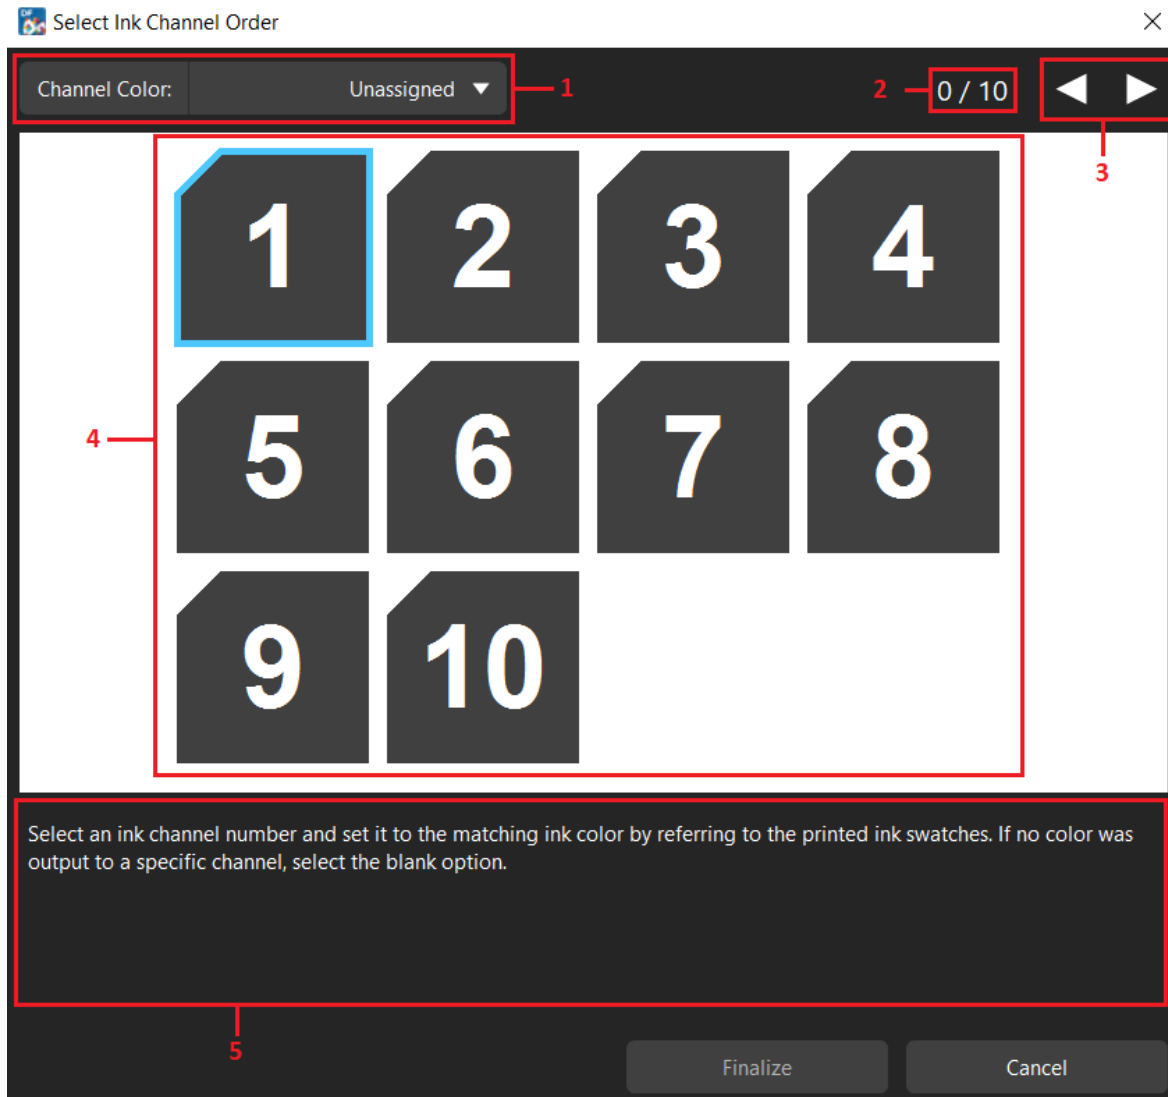 DF
Select Ink Channel Order
Channel Color: Unassigned 1 2 0 / 10
3
1 2 3 4
4
5 6 7 8
9 10
Select an ink channel number and set it to the matching ink color by referring to the printed ink swatches. If no color was
output to a specific channel, select the blank option.
5
Finalize Cancel